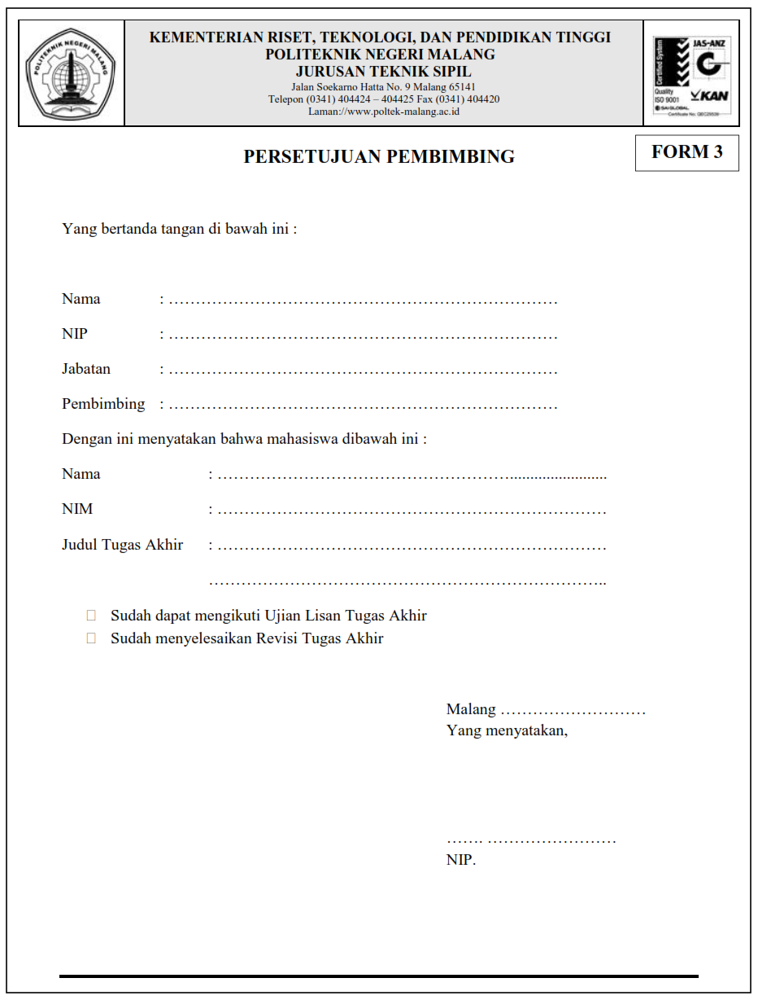 POLITEKNIK NEGERI MALANG
KEMENTERIAN RISET, TEKNOLOGI, DAN PENDIDIKAN TINGGI
POLITEKNIK NEGERI MALANG
JURUSAN TEKNIK SIPIL
Jalan Soekarno Hatta No. 9 Malang 65141
Telepon (0341) 404424 – 404425 Fax (0341) 404420
Laman://www.poltek-malang.ac.id
Certified System
JAS-ANZ
Quality
ISO 9001
KAN
SAI GLOBAL
Certificate No.
PERSETUJUAN PEMBIMBING
FORM 3
Yang bertanda tangan di bawah ini :
Nama : ………………………………………………………………
NIP : ………………………………………………………………
Jabatan : ………………………………………………………………
Pembimbing : ………………………………………………………………
Dengan ini menyatakan bahwa mahasiswa dibawah ini :
Nama : ………………………………………………........................
NIM : ………………………………………………………………
Judul Tugas Akhir : ………………………………………………………………
………………………………………………………………..
□ Sudah dapat mengikuti Ujian Lisan Tugas Akhir
□ Sudah menyelesaikan Revisi Tugas Akhir
Malang ………………………
Yang menyatakan,
……. ……………………
NIP.